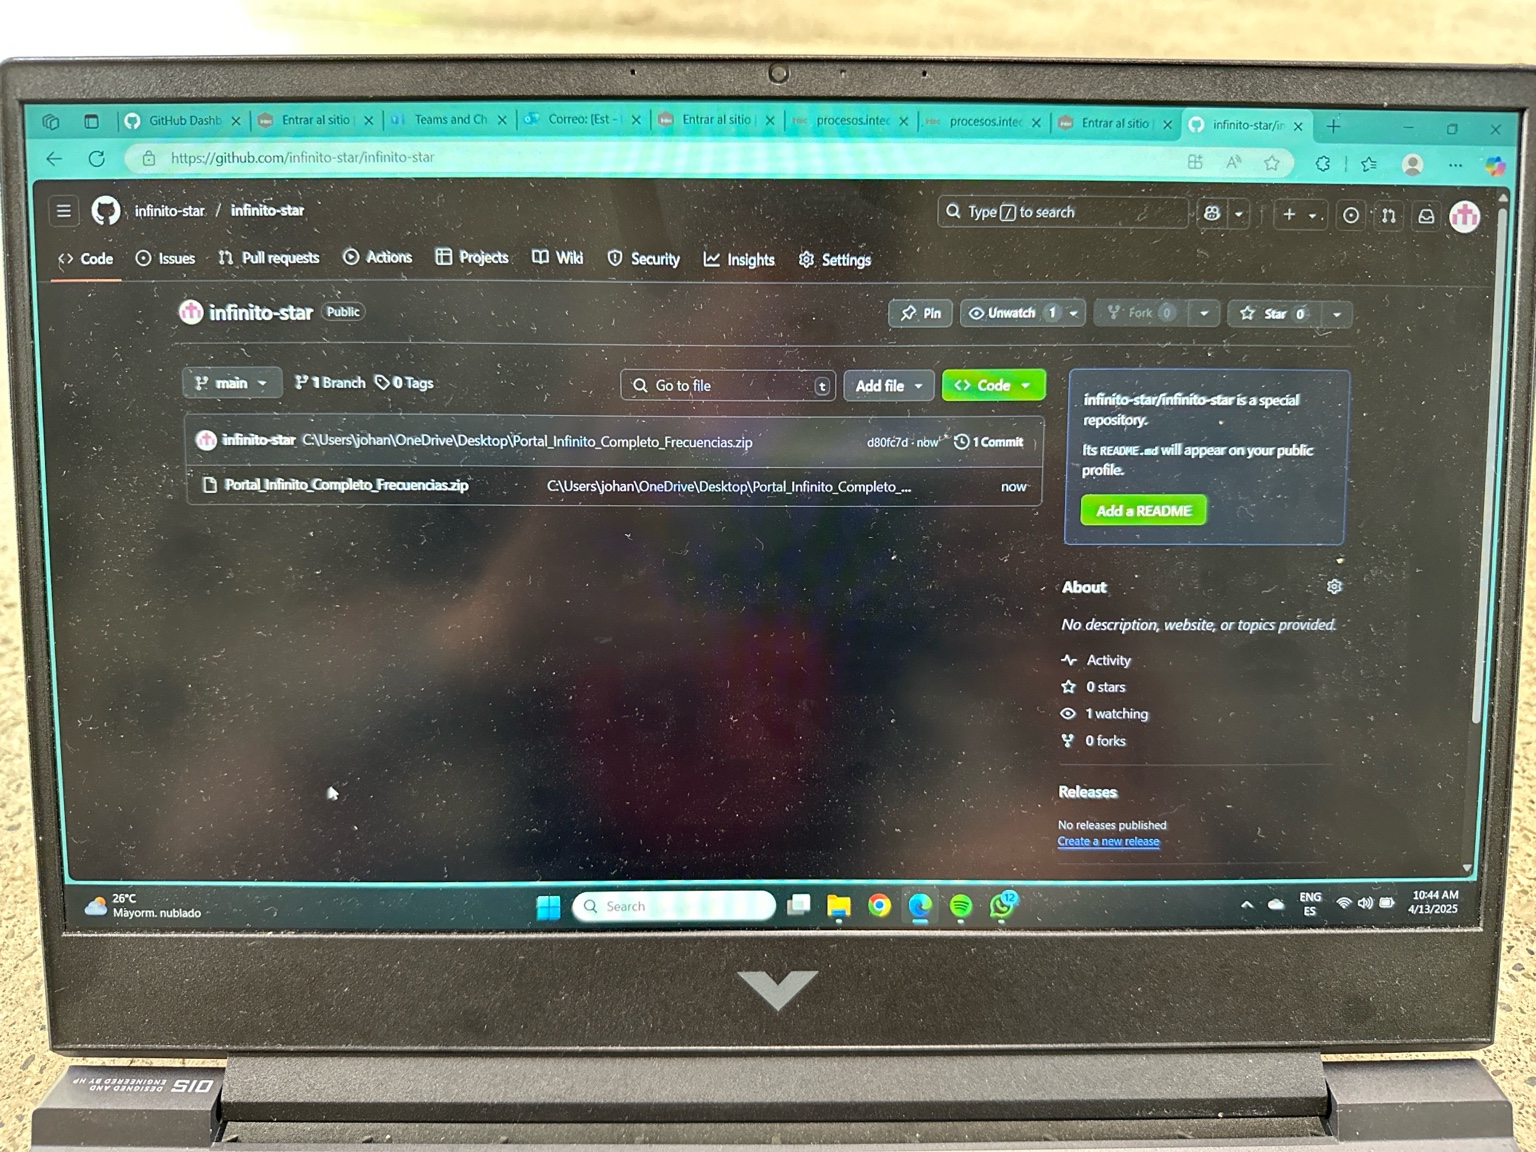 GitHub Dashb
Entrar al sitio
Teams and Ch
Correo: [Est -
Entrar al sitio
procesos.intec
procesos.intec
Entrar al sitio
infinito-star/in
https://github.com/infinito-star/infinito-star
infinito-star / infinito-star
Type / to search
Code
Issues
Pull requests
Actions
Projects
Wiki
Security
Insights
Settings
infinito-star Public
Pin
Unwatch 1
Fork 0
Star 0
main
1 Branch
0 Tags
Go to file t
Add file
Code
infinito-star C:\Users\johan\OneDrive\Desktop\Portal_Infinito_Completo_Frecuencias.zip
d80fc7d · now
1 Commit
Portal_Infinito_Completo_Frecuencias.zip
C:\Users\johan\OneDrive\Desktop\Portal_Infinito_Completo_...
now
infinito-star/infinito-star is a special
repository.
Its README.md will appear on your public
profile.
Add a README
About
No description, website, or topics provided.
Activity
0 stars
1 watching
0 forks
Releases
No releases published
Create a new release
26°C
Mayorm. nublado
Search
12
ENG
ES
10:44 AM
4/13/2025
DESIGNED AND
ENGINEERED BY HP